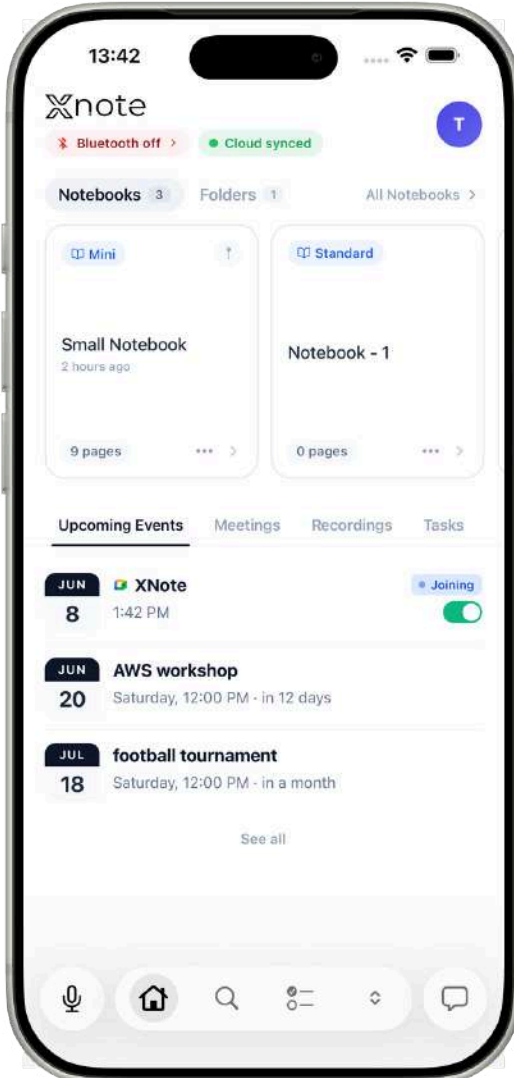 13:42
Xnote
Bluetooth off >
Cloud synced
T
Notebooks 3
Folders 1
All Notebooks >
Mini
Standard
Small Notebook
2 hours ago
Notebook - 1
9 pages
0 pages
Upcoming Events
Meetings
Recordings
Tasks
JUN
8
XNote
1:42 PM
Joining
JUN
20
AWS workshop
Saturday, 12:00 PM · in 12 days
JUL
18
football tournament
Saturday, 12:00 PM · in a month
See all